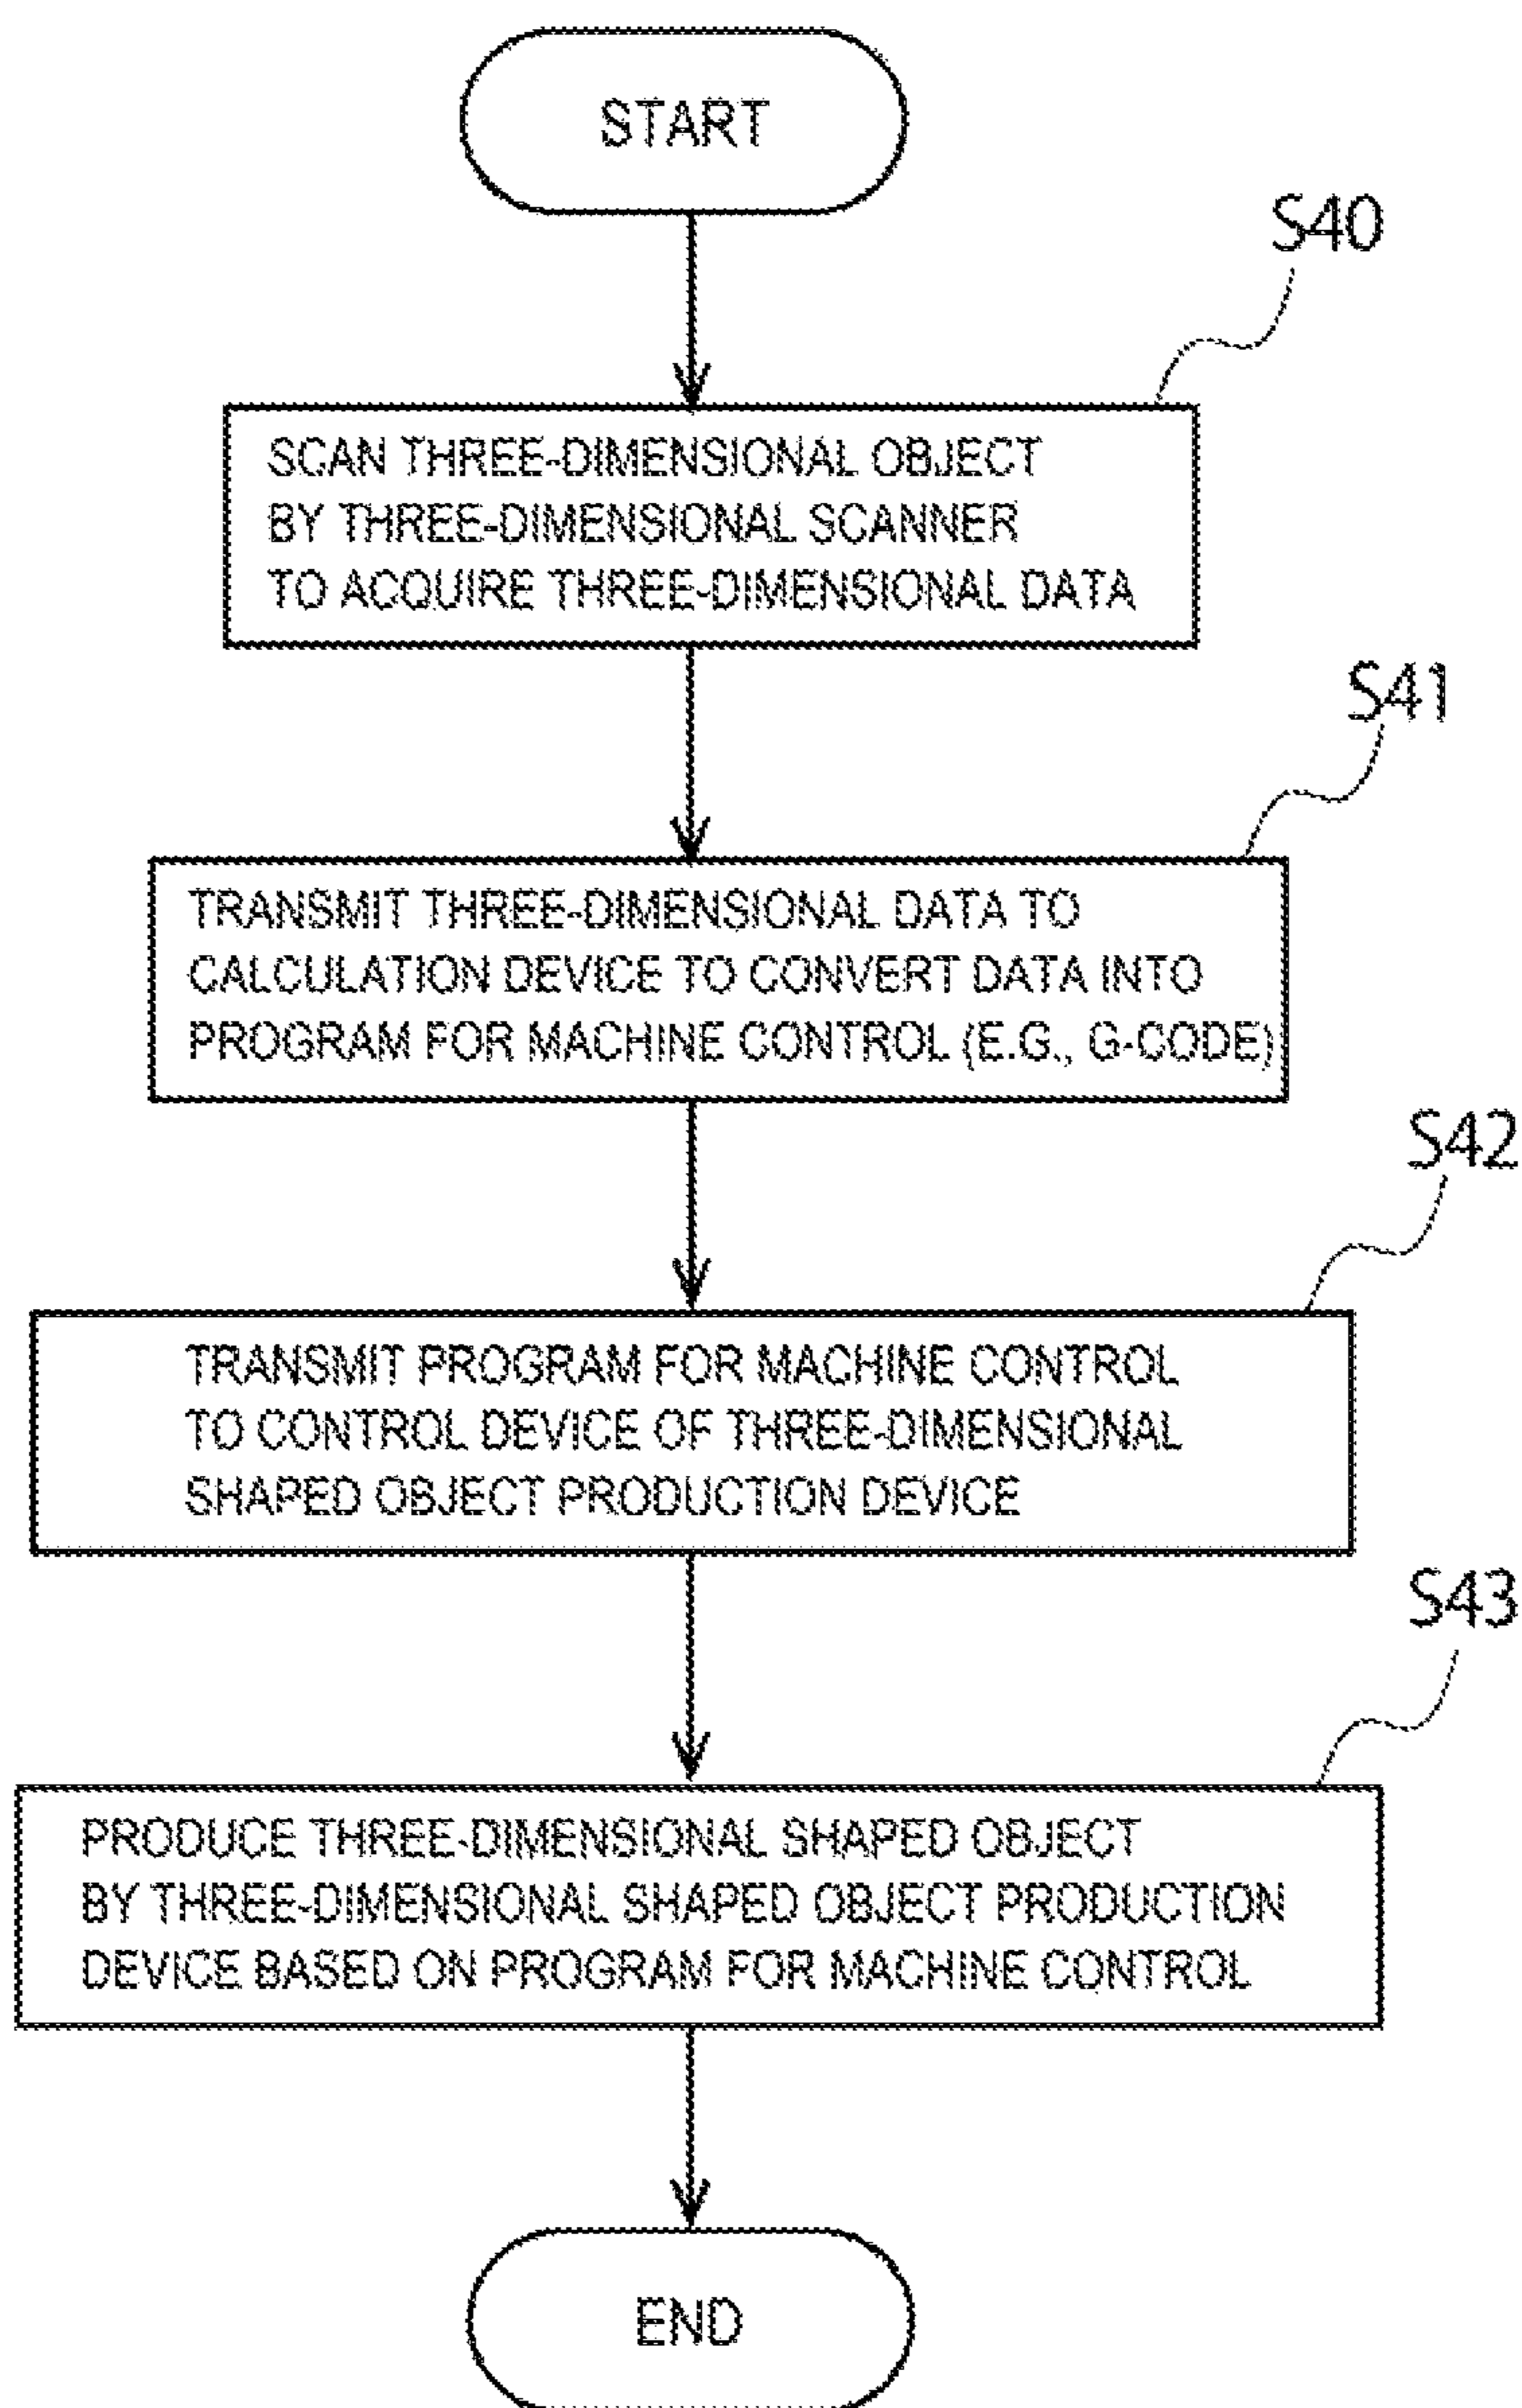 START
S40
SCAN THREE-DIMENSIONAL OBJECT
BY THREE-DIMENSIONAL SCANNER
TO ACQUIRE THREE-DIMENSIONAL DATA
S41
TRANSMIT THREE-DIMENSIONAL DATA TO
CALCULATION DEVICE TO CONVERT DATA INTO
PROGRAM FOR MACHINE CONTROL (E.G., G-CODE)
S42
TRANSMIT PROGRAM FOR MACHINE CONTROL
TO CONTROL DEVICE OF THREE-DIMENSIONAL
SHAPED OBJECT PRODUCTION DEVICE
S43
PRODUCE THREE-DIMENSIONAL SHAPED OBJECT
BY THREE-DIMENSIONAL SHAPED OBJECT PRODUCTION
DEVICE BASED ON PROGRAM FOR MACHINE CONTROL
END